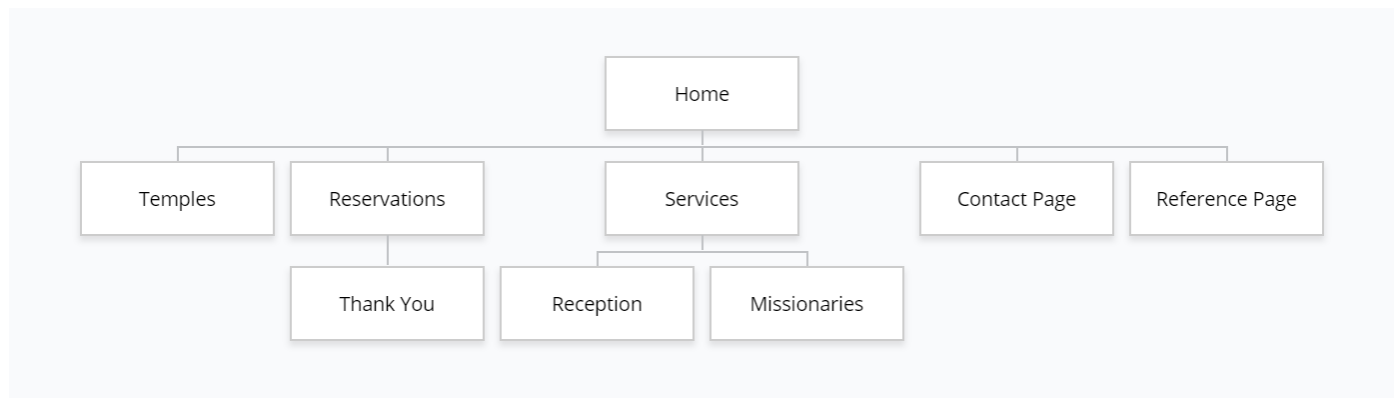 Home
Temples
Reservations
Services
Contact Page
Reference Page
Thank You
Reception
Missionaries